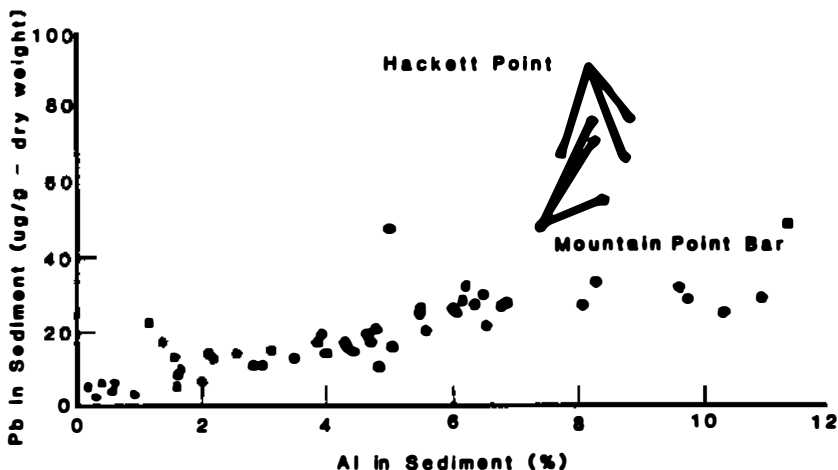 Pb in Sediment (ug/g - dry weight)
100
80
60
40
20
0
Hackett Point
Mountain Point Bar
0 2 4 6 8 10 12
Al in Sediment (%)